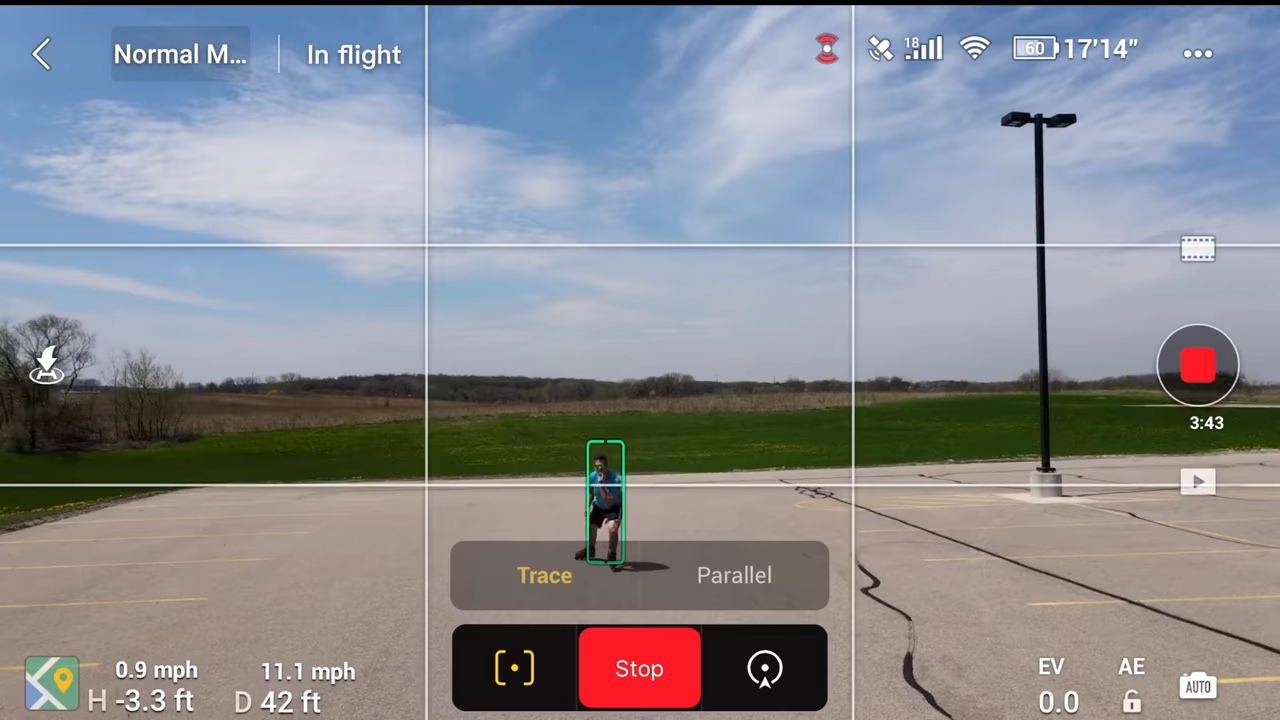 Normal M... In flight
18
60 17'14"
3:43
Trace Parallel
Stop
0.9 mph 11.1 mph
H -3.3 ft D 42 ft
EV AE
0.0
AUTO